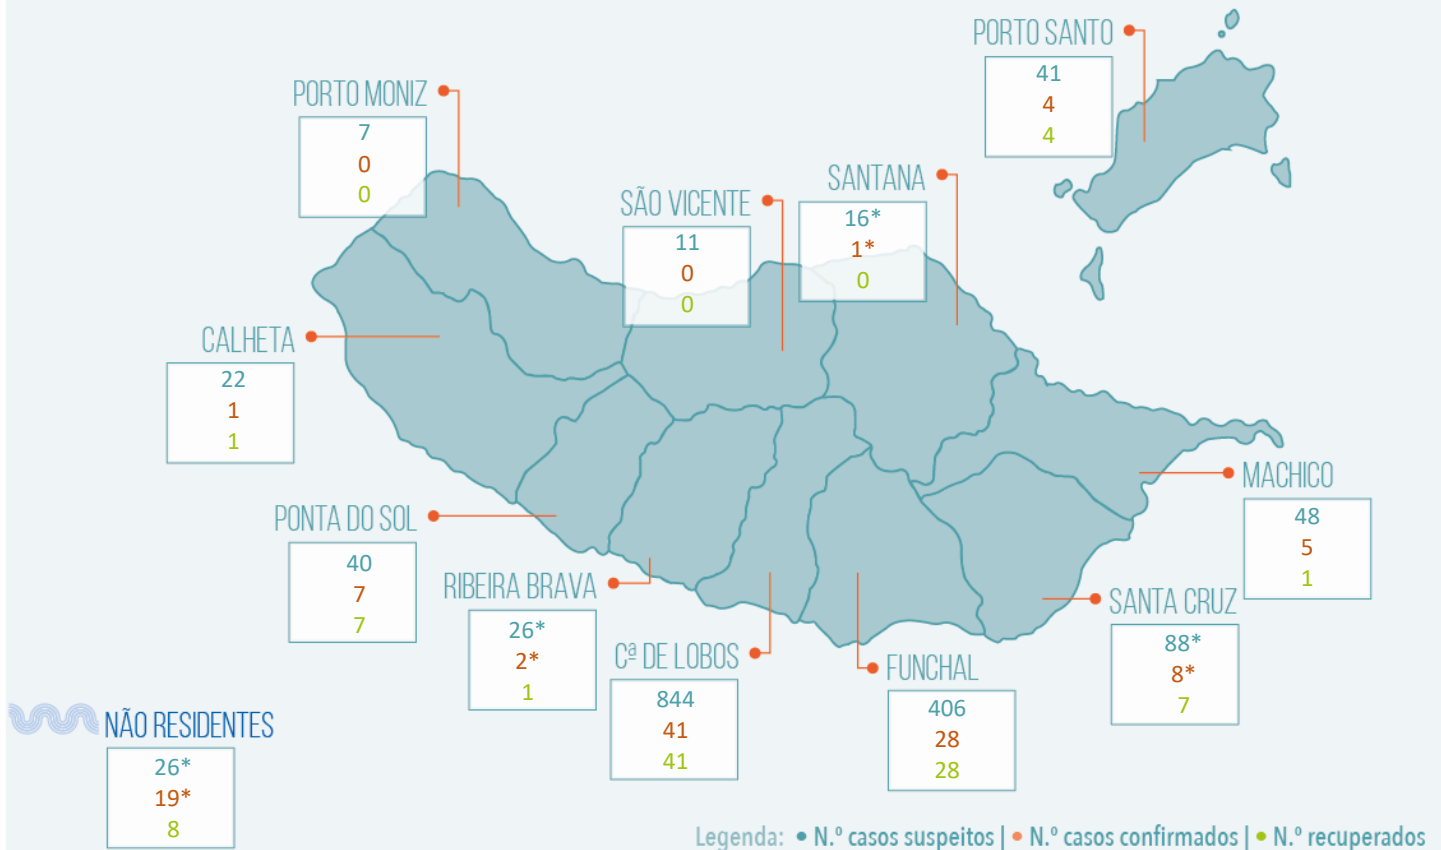 PORTO SANTO
41
4
4
PORTO MONIZ
7
0
0
SANTANA
16*
1*
0
SÃO VICENTE
11
0
0
CALHETA
22
1
1
MACHICO
48
5
1
PONTA DO SOL
40
7
7
RIBEIRA BRAVA
26*
2*
1
SANTA CRUZ
88*
8*
7
Cª DE LOBOS
844
41
41
FUNCHAL
406
28
28
NÃO RESIDENTES
26*
19*
8
Legenda: • N.º casos suspeitos | • N.º casos confirmados | • N.º recuperados